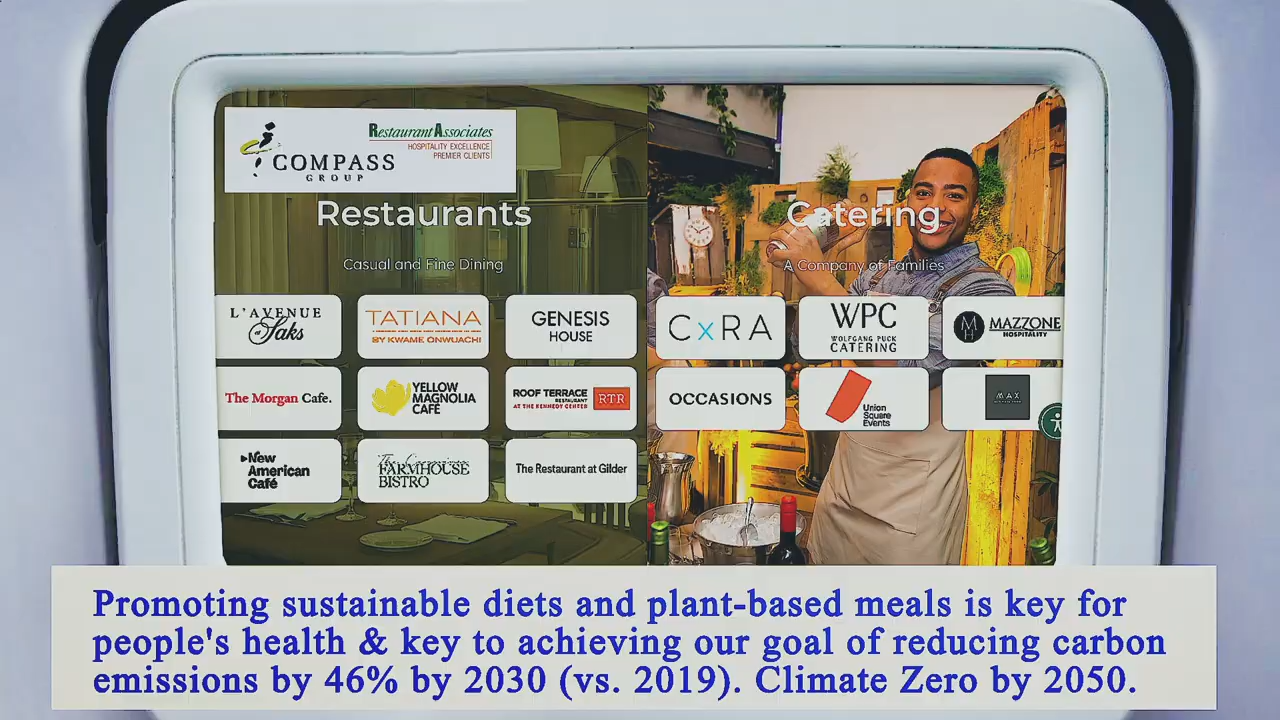 COMPASS
GROUP
Restaurant Associates
HOSPITALITY EXCELLENCE
PREMIER CLIENTS
Restaurants
Casual and Fine Dining
L'AVENUE
at Saks
TATIANA
BY KWAME ONWUACHI
GENESIS
HOUSE
The Morgan Cafe.
YELLOW
MAGNOLIA
CAFÉ
ROOF TERRACE
RESTAURANT
AT THE KENNEDY CENTER
RTR
New
American
Café
FARMHOUSE
BISTRO
The Restaurant at Gilder
Catering
A Company of Families
CxRA
WPC
WOLFGANG PUCK
CATERING
MH
MAZZONE
HOSPITALITY
OCCASIONS
Union
Square
Events
MAX
Promoting sustainable diets and plant-based meals is key for
people's health & key to achieving our goal of reducing carbon
emissions by 46% by 2030 (vs. 2019). Climate Zero by 2050.